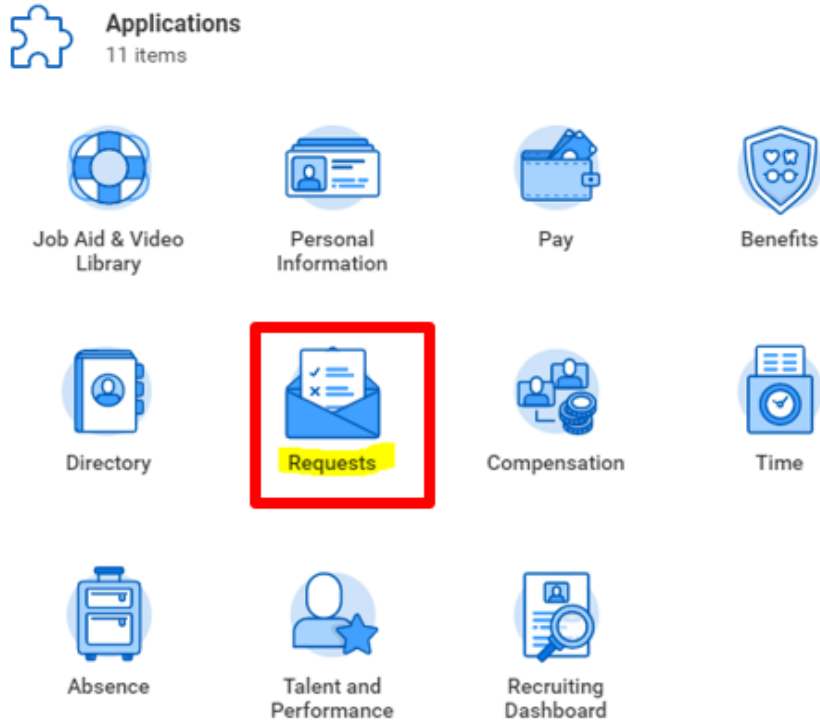 Applications
11 items
Job Aid & Video
Library
Personal
Information
Pay
Benefits
Directory
Requests
Compensation
Time
Absence
Talent and
Performance
Recruiting
Dashboard